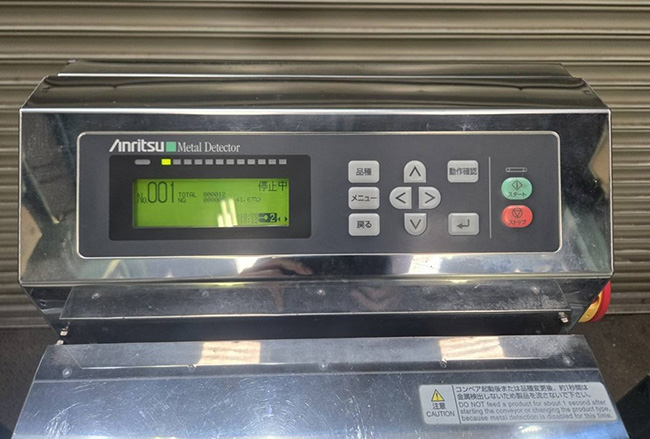 Anritsu Metal Detector
No.001 TOTAL 000012 停止中
NG
品種
動作確認
メニュー
戻る
スタート
ストップ
注意
CAUTION
コンベア起動後または品種変更後、約1秒間は
金属検出しないため製品を流さないで下さい。
DO NOT feed a product for about 1 second after
starting the conveyor or changing the product type,
because metal detection is disabled for this time.